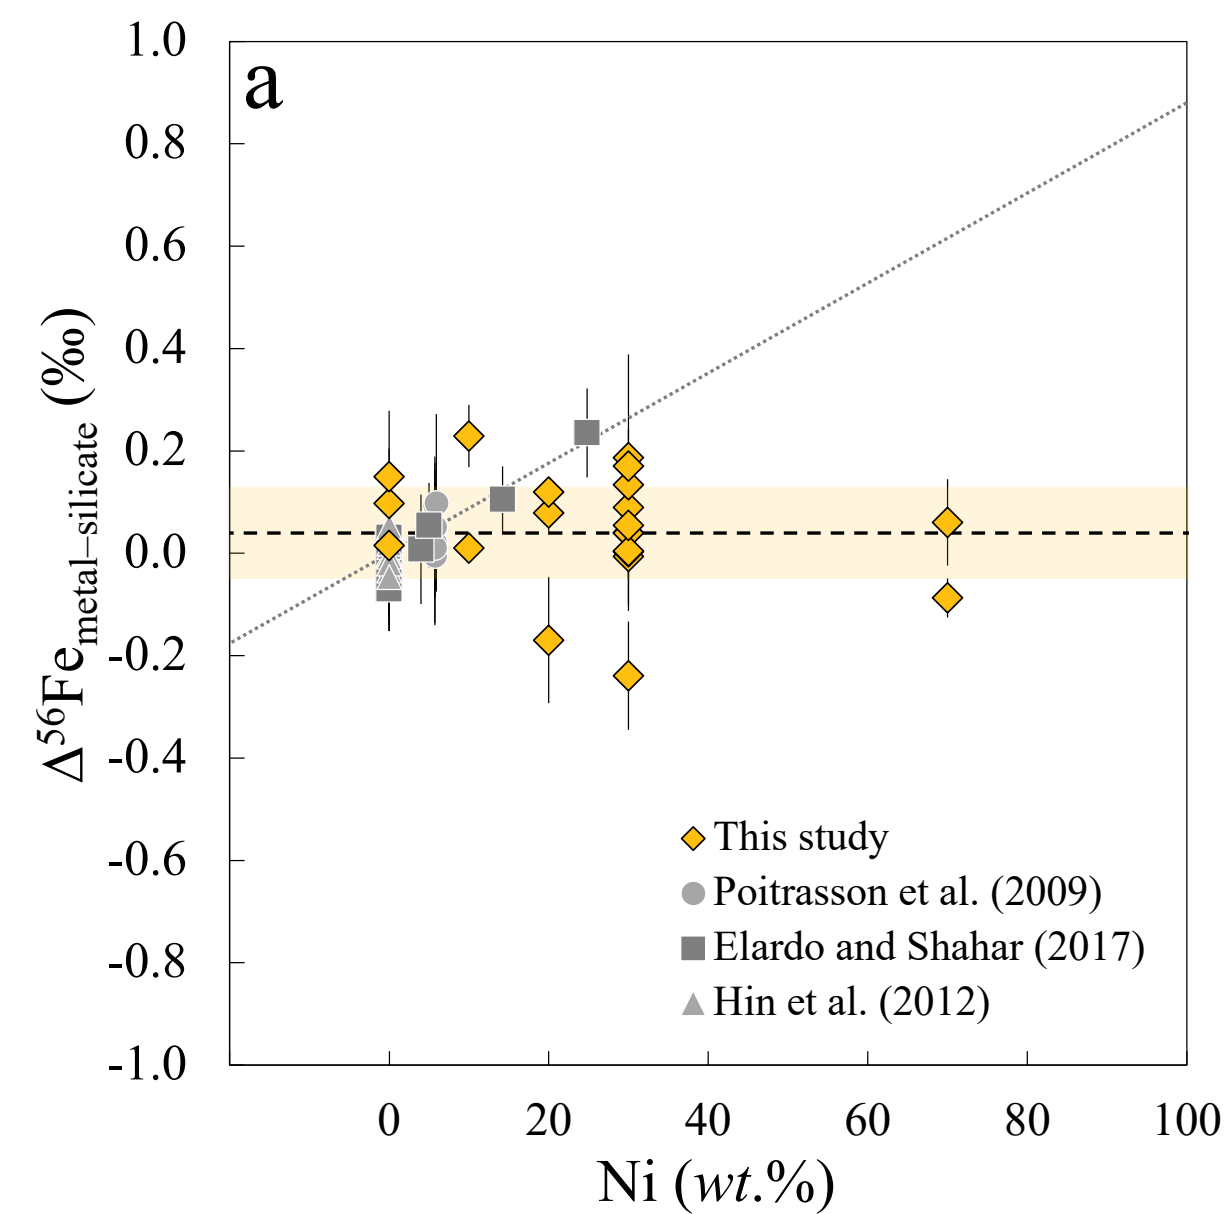 a
1.0
0.8
0.6
0.4
0.2
0.0
-0.2
-0.4
-0.6
-0.8
-1.0
Δ⁵⁶Feₘₑₜₐₗ₋ₛᵢₗᵢcₐₜₑ (‰)
This study
Poitrasson et al. (2009)
Elardo and Shahar (2017)
Hin et al. (2012)
0 20 40 60 80 100
Ni (wt.%)